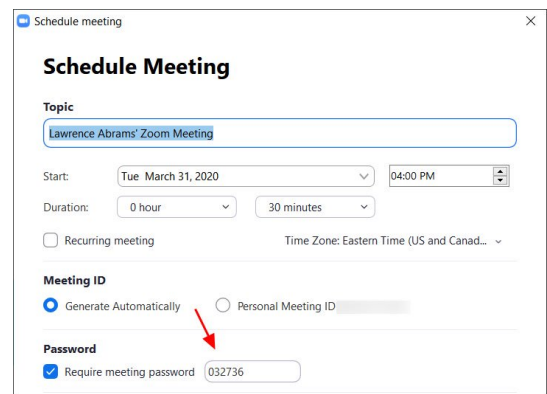 Schedule meeting
Schedule Meeting
Topic
Lawrence Abrams' Zoom Meeting
Start: Tue March 31, 2020 04:00 PM
Duration: 0 hour 30 minutes
Recurring meeting Time Zone: Eastern Time (US and Canad...
Meeting ID
Generate Automatically Personal Meeting ID
Password
Require meeting password 032736